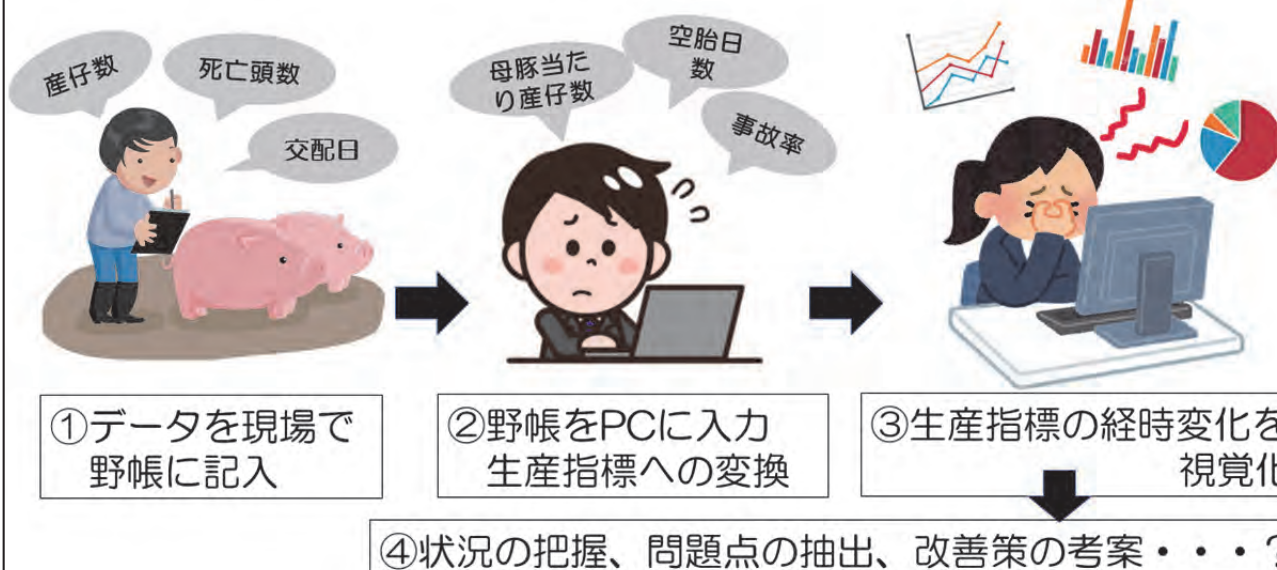 産仔数
死亡頭数
交配日
母豚当た
り産仔数
空胎日
数
事故率
①データを現場で
野帳に記入
②野帳をPCに入力
生産指標への変換
③生産指標の経時変化を
視覚化
④状況の把握、問題点の抽出、改善策の考案・・・?